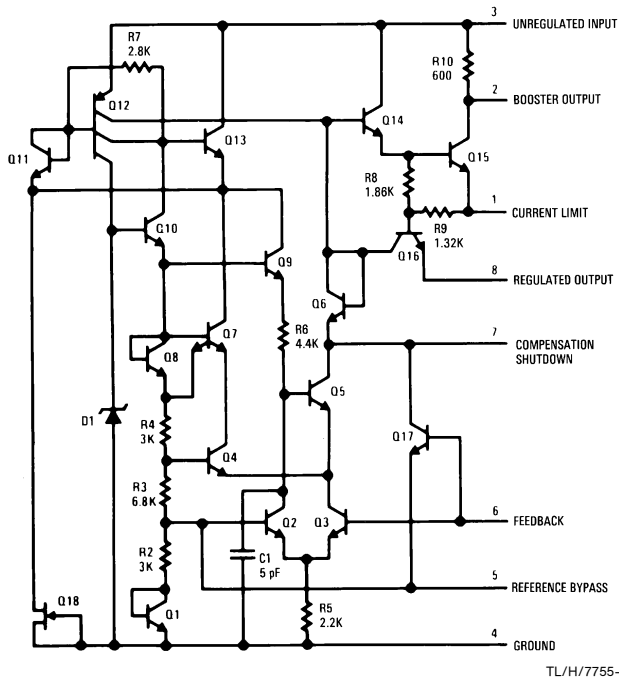 3 UNREGULATED INPUT
R7
2.8K
R10
600
Q12
2 BOOSTER OUTPUT
Q14
Q13
Q11
Q15
R8
1.86K
1 CURRENT LIMIT
Q10
R9
1.32K
Q9
Q16
8 REGULATED OUTPUT
Q6
R6
4.4K
Q7
7 COMPENSATION
SHUTDOWN
Q8
Q5
D1
R4
3K
Q17
Q4
R3
6.8K
Q2
Q3
6 FEEDBACK
R2
3K
C1
5 pF
5 REFERENCE BYPASS
Q18
Q1
R5
2.2K
4 GROUND
TL/H/7755-